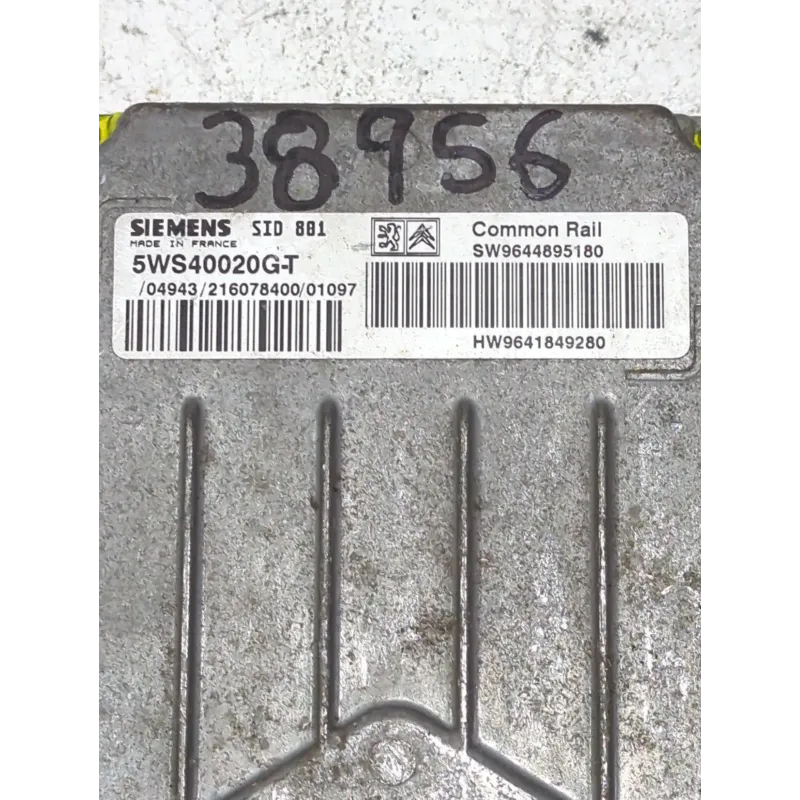 38956
SIEMENS SID 801
MADE IN FRANCE
5WS40020G-T
/04943/216078400/01097
Common Rail
SW9644895180
HW9641849280